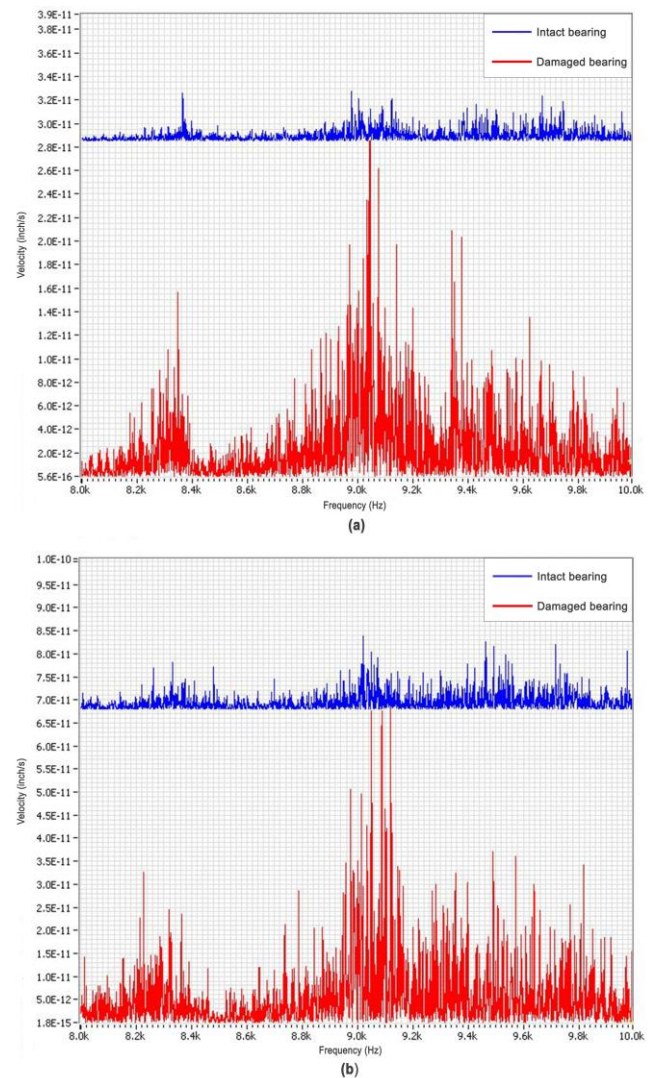 3.9E-11
3.8E-11
3.6E-11
3.4E-11
3.2E-11
3.0E-11
2.8E-11
2.6E-11
2.4E-11
2.2E-11
2.0E-11
1.8E-11
1.6E-11
1.4E-11
1.2E-11
1.0E-11
8.0E-12
6.0E-12
4.0E-12
2.0E-12
5.6E-16
Velocity (inch/s)
Intact bearing
Damaged bearing
8.0k 8.2k 8.4k 8.6k 8.8k 9.0k 9.2k 9.4k 9.6k 9.8k 10.0k
Frequency (Hz)
(a)
1.0E-10
9.5E-11
9.0E-11
8.5E-11
8.0E-11
7.5E-11
7.0E-11
6.5E-11
6.0E-11
5.5E-11
5.0E-11
4.5E-11
4.0E-11
3.5E-11
3.0E-11
2.5E-11
2.0E-11
1.5E-11
1.0E-11
5.0E-12
1.8E-15
Velocity (inch/s)
Intact bearing
Damaged bearing
8.0k 8.2k 8.4k 8.6k 8.8k 9.0k 9.2k 9.4k 9.6k 9.8k 10.0k
Frequency (Hz)
(b)